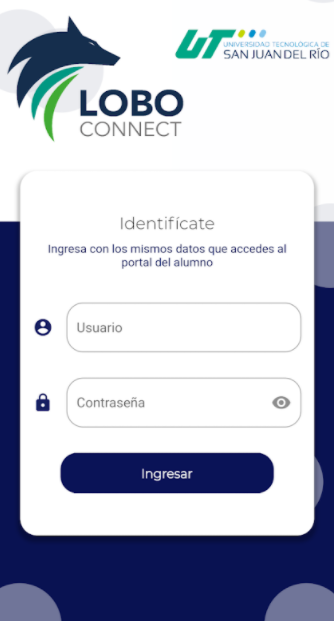 UT
UNIVERSIDAD TECNOLÓGICA DE
SAN JUAN DEL RÍO
LOBO
CONNECT
Identifícate
Ingresa con los mismos datos que accedes al
portal del alumno
Usuario
Contraseña
Ingresar